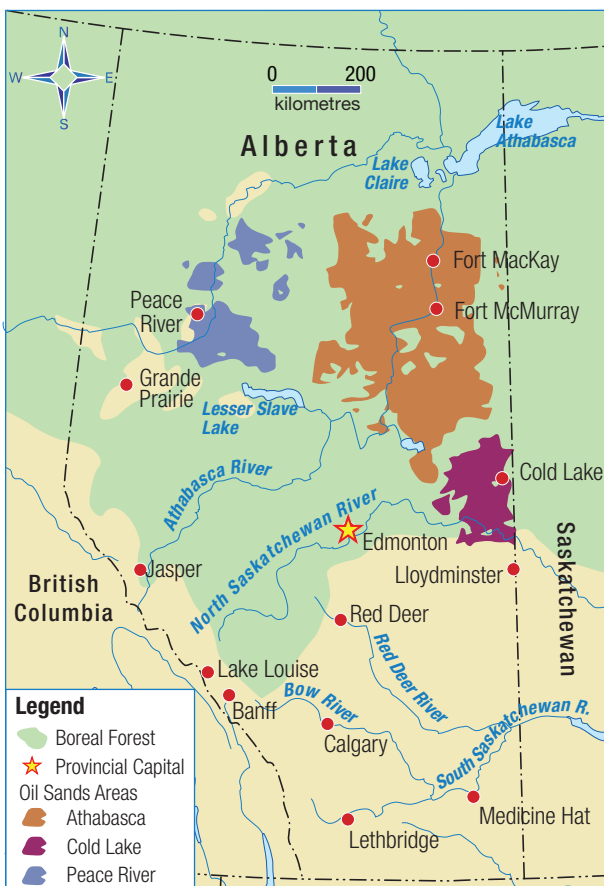 N
W
E
S
0
200
kilometres
Alberta
Lake
Athabasca
Lake
Claire
Fort MacKay
Peace
River
Fort McMurray
Grande
Prairie
Lesser Slave
Lake
Athabasca River
Cold Lake
North Saskatchewan River
Edmonton
Saskatchewan
Jasper
Lloydminster
British
Columbia
Red Deer
Red Deer River
Lake Louise
Banff
Bow River
South Saskatchewan R.
Calgary
Medicine Hat
Lethbridge
Legend
Boreal Forest
Provincial Capital
Oil Sands Areas
Athabasca
Cold Lake
Peace River